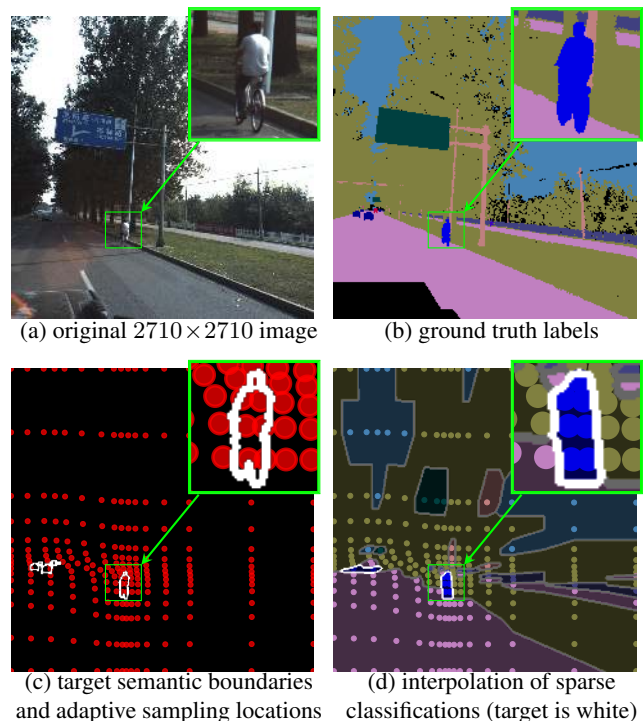 (a) original 2710×2710 image
(b) ground truth labels
(c) target semantic boundaries
and adaptive sampling locations
(d) interpolation of sparse
classifications (target is white)